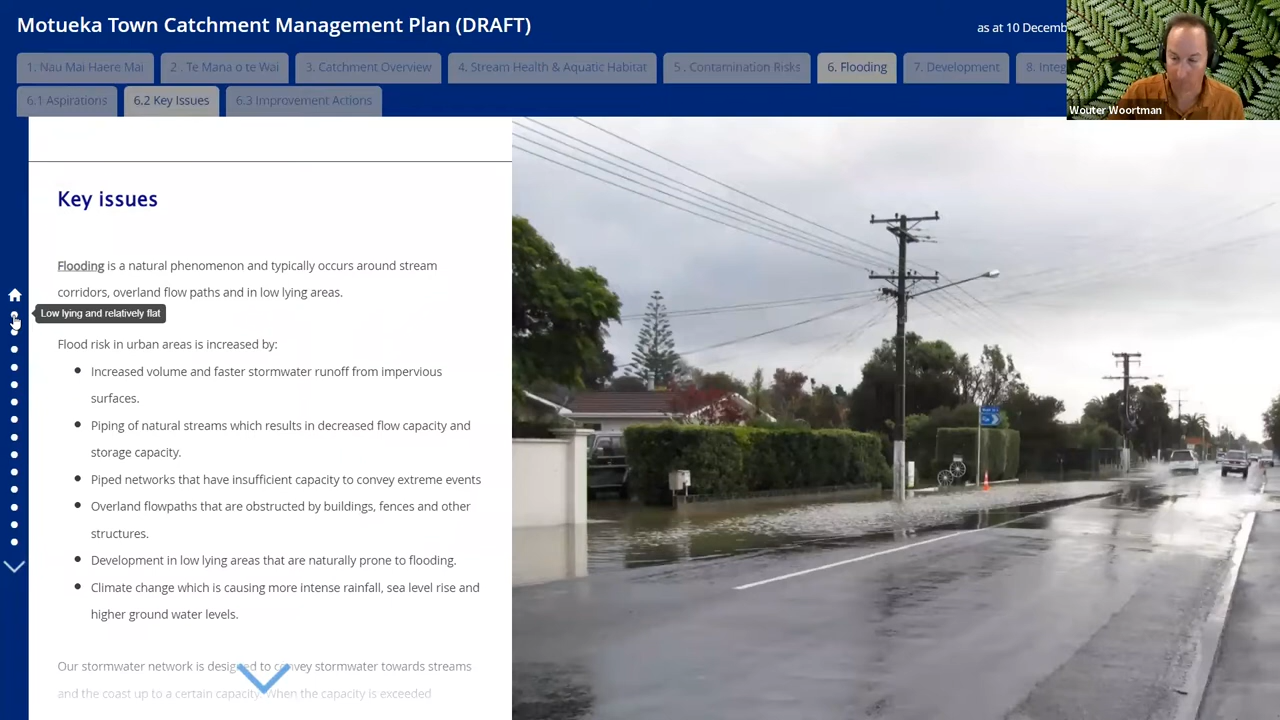 Motueka Town Catchment Management Plan (DRAFT)
as at 10 Decemb
1. Nau Mai Haere Mai
2 . Te Mana o te Wai
3. Catchment Overview
4. Stream Health & Aquatic Habitat
5 . Contamination Risks
6. Flooding
7. Development
8. Integ
Wouter Woortman
6.1 Aspirations
6.2 Key Issues
6.3 Improvement Actions
Key issues
Flooding is a natural phenomenon and typically occurs around stream
corridors, overland flow paths and in low lying areas.
Low lying and relatively flat
Flood risk in urban areas is increased by:
Increased volume and faster stormwater runoff from impervious
surfaces.
Piping of natural streams which results in decreased flow capacity and
storage capacity.
Piped networks that have insufficient capacity to convey extreme events
Overland flowpaths that are obstructed by buildings, fences and other
structures.
Development in low lying areas that are naturally prone to flooding.
Climate change which is causing more intense rainfall, sea level rise and
higher ground water levels.
Our stormwater network is designed to convey stormwater towards streams
and the coast up to a certain capacity. When the capacity is exceeded